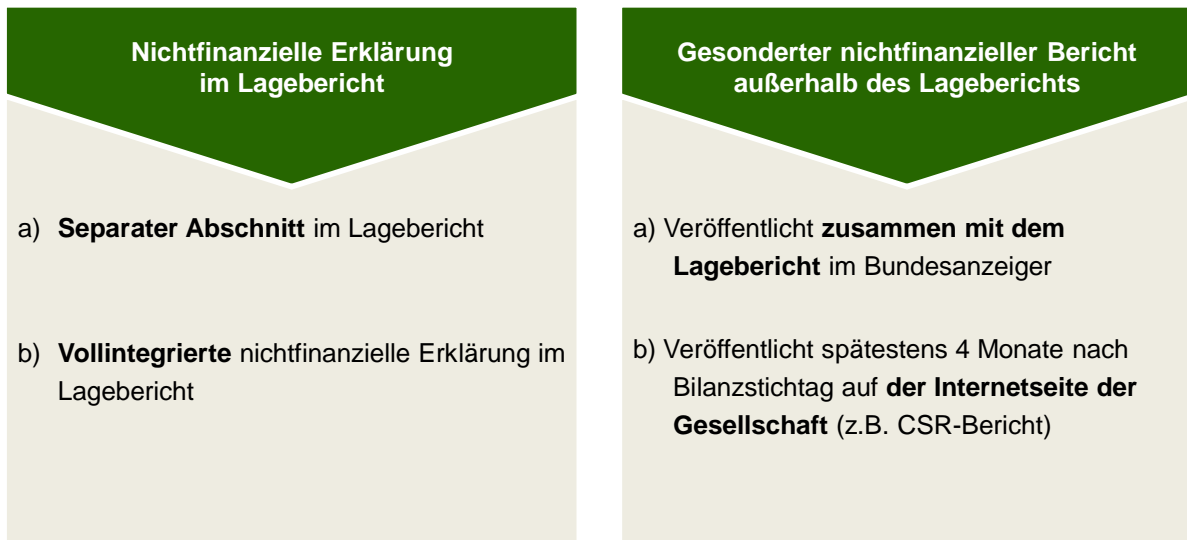 Nichtfinanzielle Erklärung
im Lagebericht
a) Separater Abschnitt im Lagebericht
b) Vollintegrierte nichtfinanzielle Erklärung im
Lagebericht
Gesonderter nichtfinanzieller Bericht
außerhalb des Lageberichts
a) Veröffentlicht zusammen mit dem
Lagebericht im Bundesanzeiger
b) Veröffentlicht spätestens 4 Monate nach
Bilanzstichtag auf der Internetseite der
Gesellschaft (z.B. CSR-Bericht)